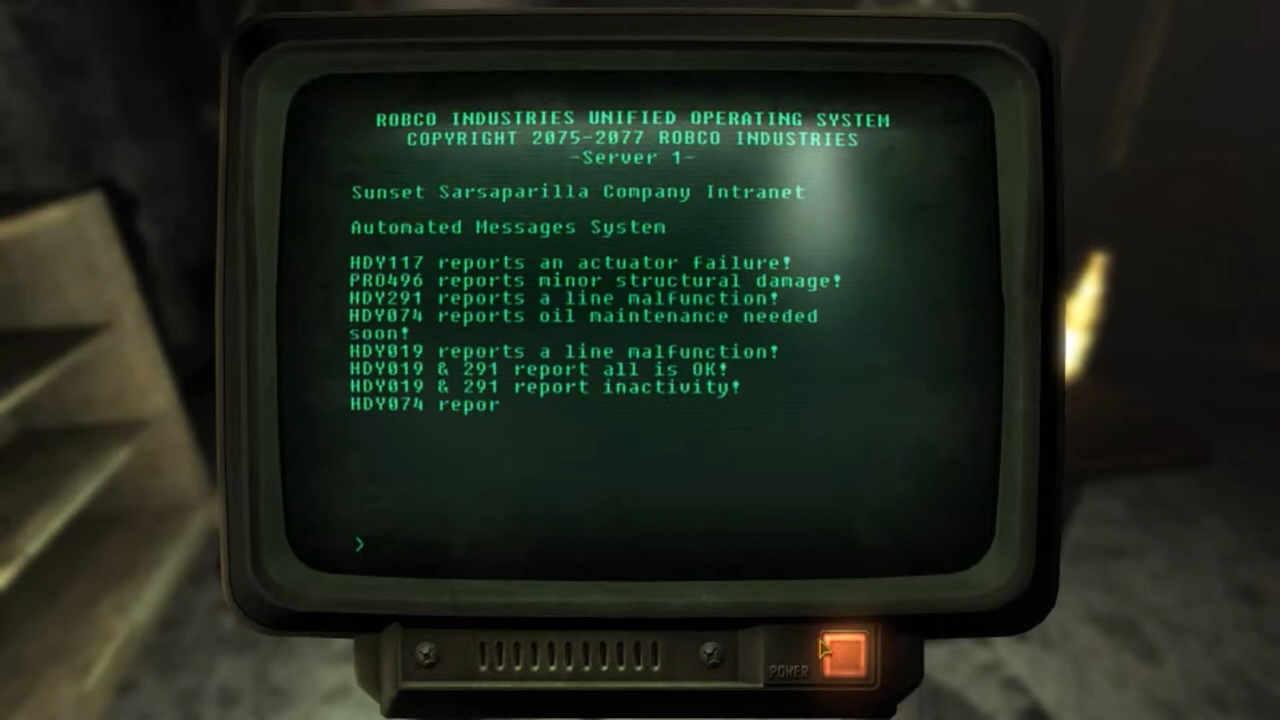 ROBCO INDUSTRIES UNIFIED OPERATING SYSTEM
COPYRIGHT 2075-2077 ROBCO INDUSTRIES
-Server 1-
Sunset Sarsaparilla Company Intranet
Automated Messages System
HDY117 reports an actuator failure!
PRO496 reports minor structural damage!
HDY291 reports a line malfunction!
HDY074 reports oil maintenance needed
soon!
HDY019 reports a line malfunction!
HDY019 & 291 report all is OK!
HDY019 & 291 report inactivity!
HDY074 repor
>
POWER